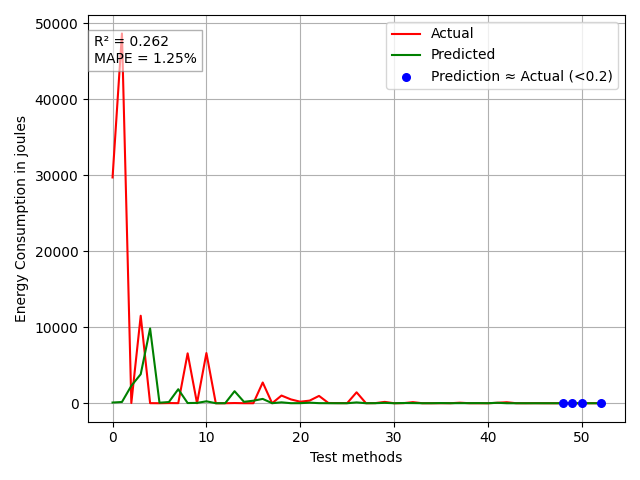 R² = 0.262
MAPE = 1.25%
Actual
Predicted
Prediction ≈ Actual (<0.2)
50000
40000
30000
20000
10000
0
Energy Consumption in joules
0 10 20 30 40 50
Test methods